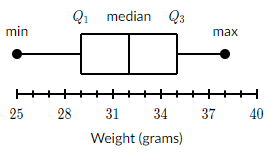 Q₁ median Q₃
min max
25 28 31 34 37 40
Weight (grams)